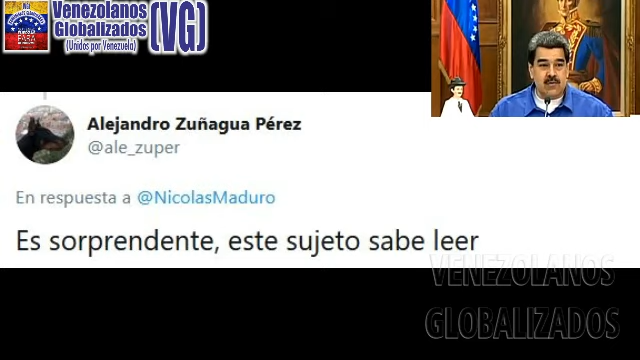 Venezolanos
Globalizados
(Unidos por Venezuela)
(VG)
Alejandro Zuñagua Pérez
@ale_zuper
En respuesta a @NicolasMaduro
Es sorprendente, este sujeto sabe leer
VENEZOLANOS
GLOBALIZADOS